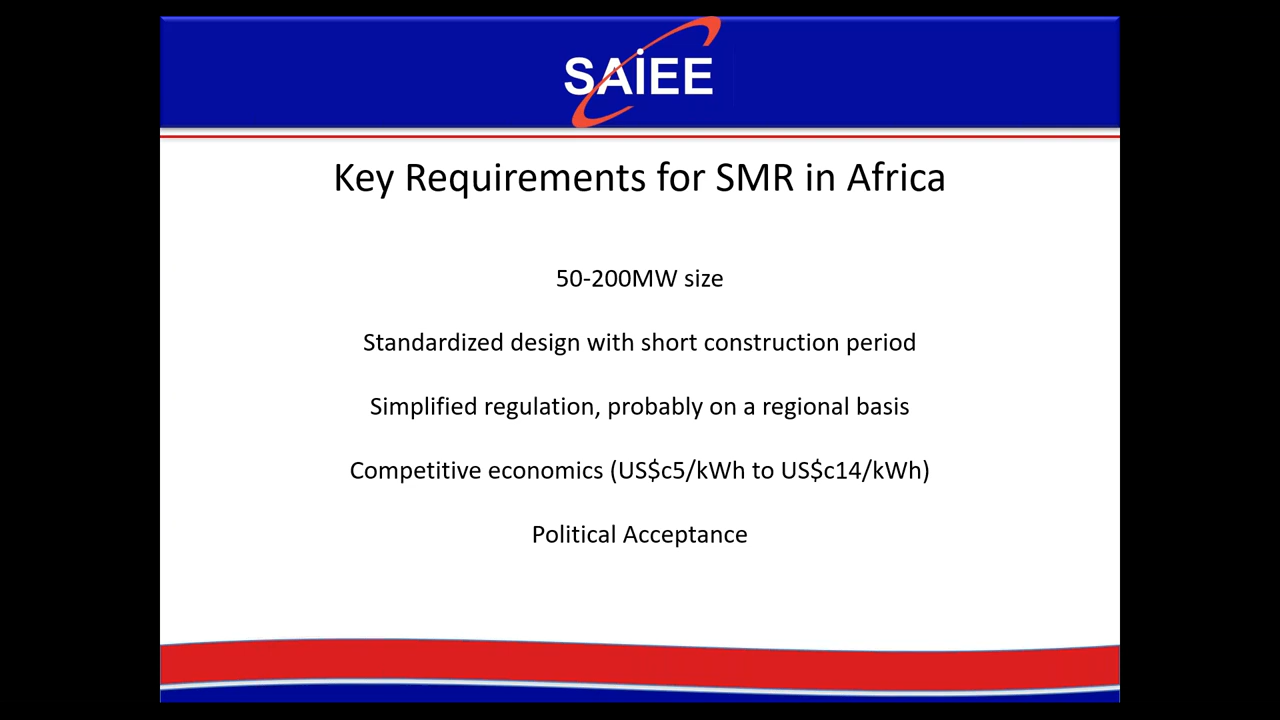 SAIEE
Key Requirements for SMR in Africa
50-200MW size
Standardized design with short construction period
Simplified regulation, probably on a regional basis
Competitive economics (US$c5/kWh to US$c14/kWh)
Political Acceptance